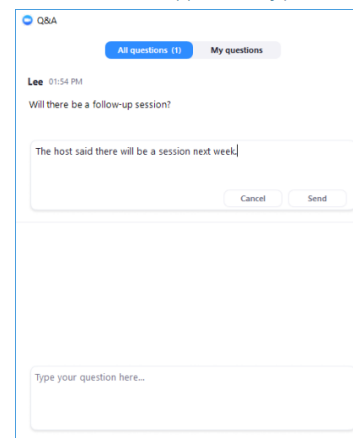 Q&A
All questions (1) My questions
Lee 01:54 PM
Will there be a follow-up session?
The host said there will be a session next week.
Cancel Send
Type your question here...